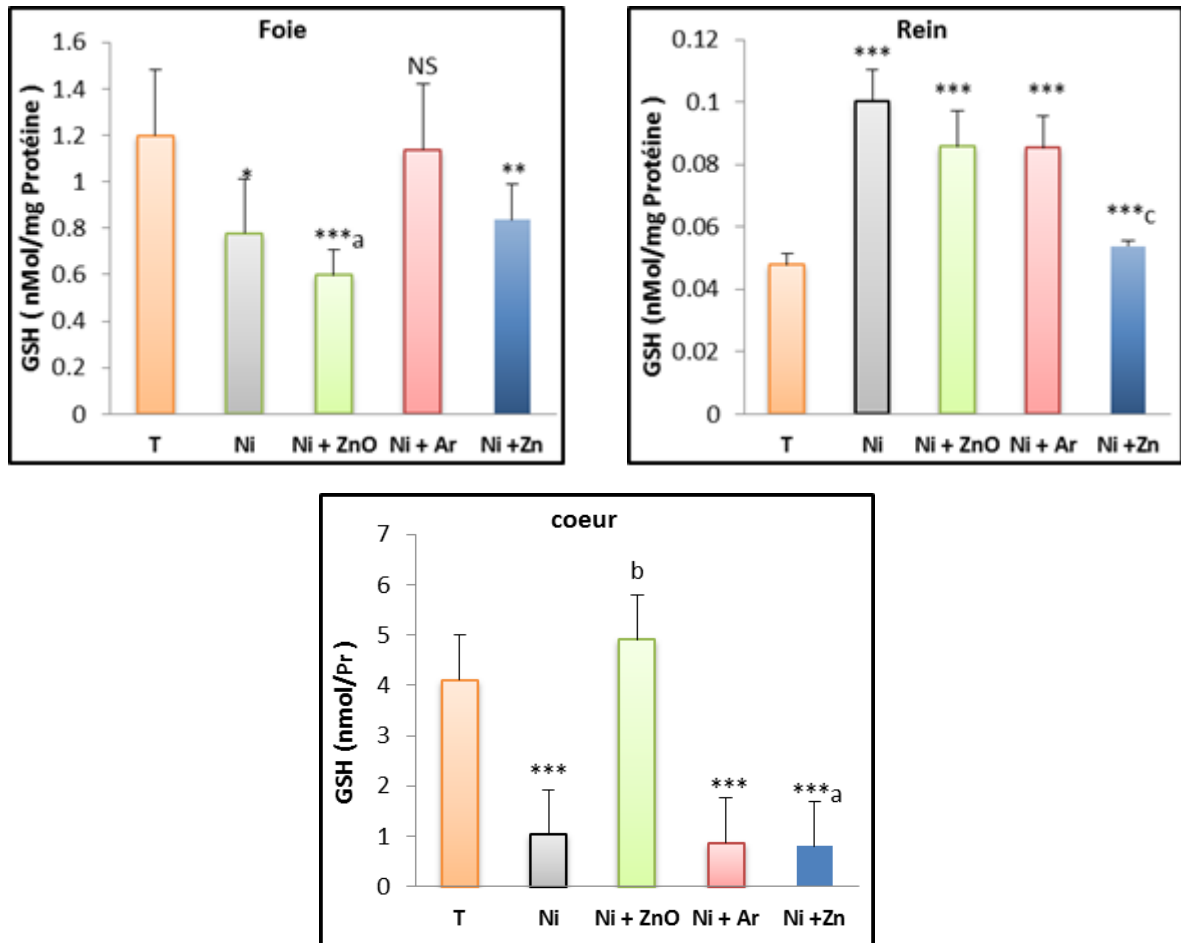 Foie
GSH ( nMol/mg Protéine )
1.6
1.4
1.2
1
0.8
0.6
0.4
0.2
0
*
***a
NS
**
T Ni Ni + ZnO Ni + Ar Ni +Zn
Rein
GSH (nMol/mg Protéine )
0.12
0.1
0.08
0.06
0.04
0.02
0
***
***
***
***c
T Ni Ni + ZnO Ni + Ar Ni +Zn
coeur
GSH (nmol/Pr )
7
6
5
4
3
2
1
0
***
b
***
***a
T Ni Ni + ZnO Ni + Ar Ni +Zn